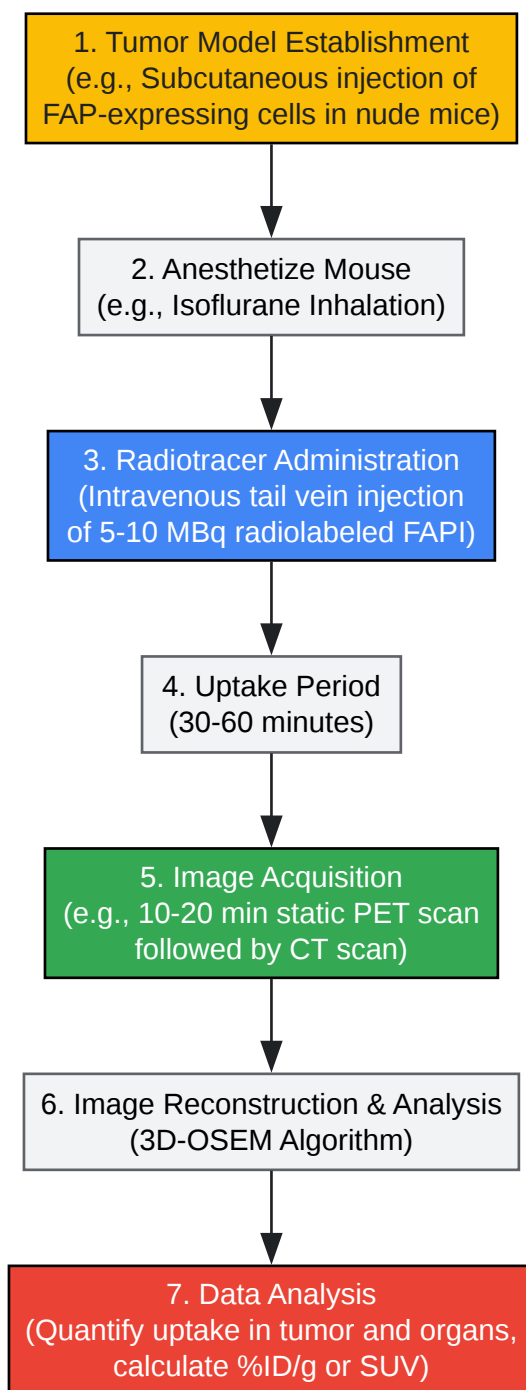 1. Tumor Model Establishment
(e.g., Subcutaneous injection of
FAP-expressing cells in nude mice)
2. Anesthetize Mouse
(e.g., Isoflurane Inhalation)
3. Radiotracer Administration
(Intravenous tail vein injection
of 5-10 MBq radiolabeled FAPI)
4. Uptake Period
(30-60 minutes)
5. Image Acquisition
(e.g., 10-20 min static PET scan
followed by CT scan)
6. Image Reconstruction & Analysis
(3D-OSEM Algorithm)
7. Data Analysis
(Quantify uptake in tumor and organs,
calculate %ID/g or SUV)